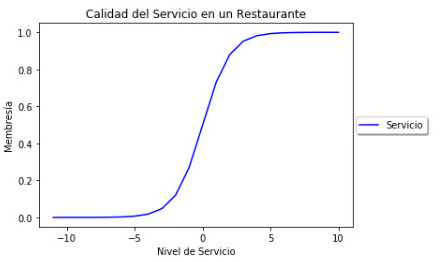 Calidad del Servicio en un Restaurante
1.0
0.8
0.6
0.4
0.2
0.0
Membresía
Servicio
−10
−5
0
5
10
Nivel de Servicio